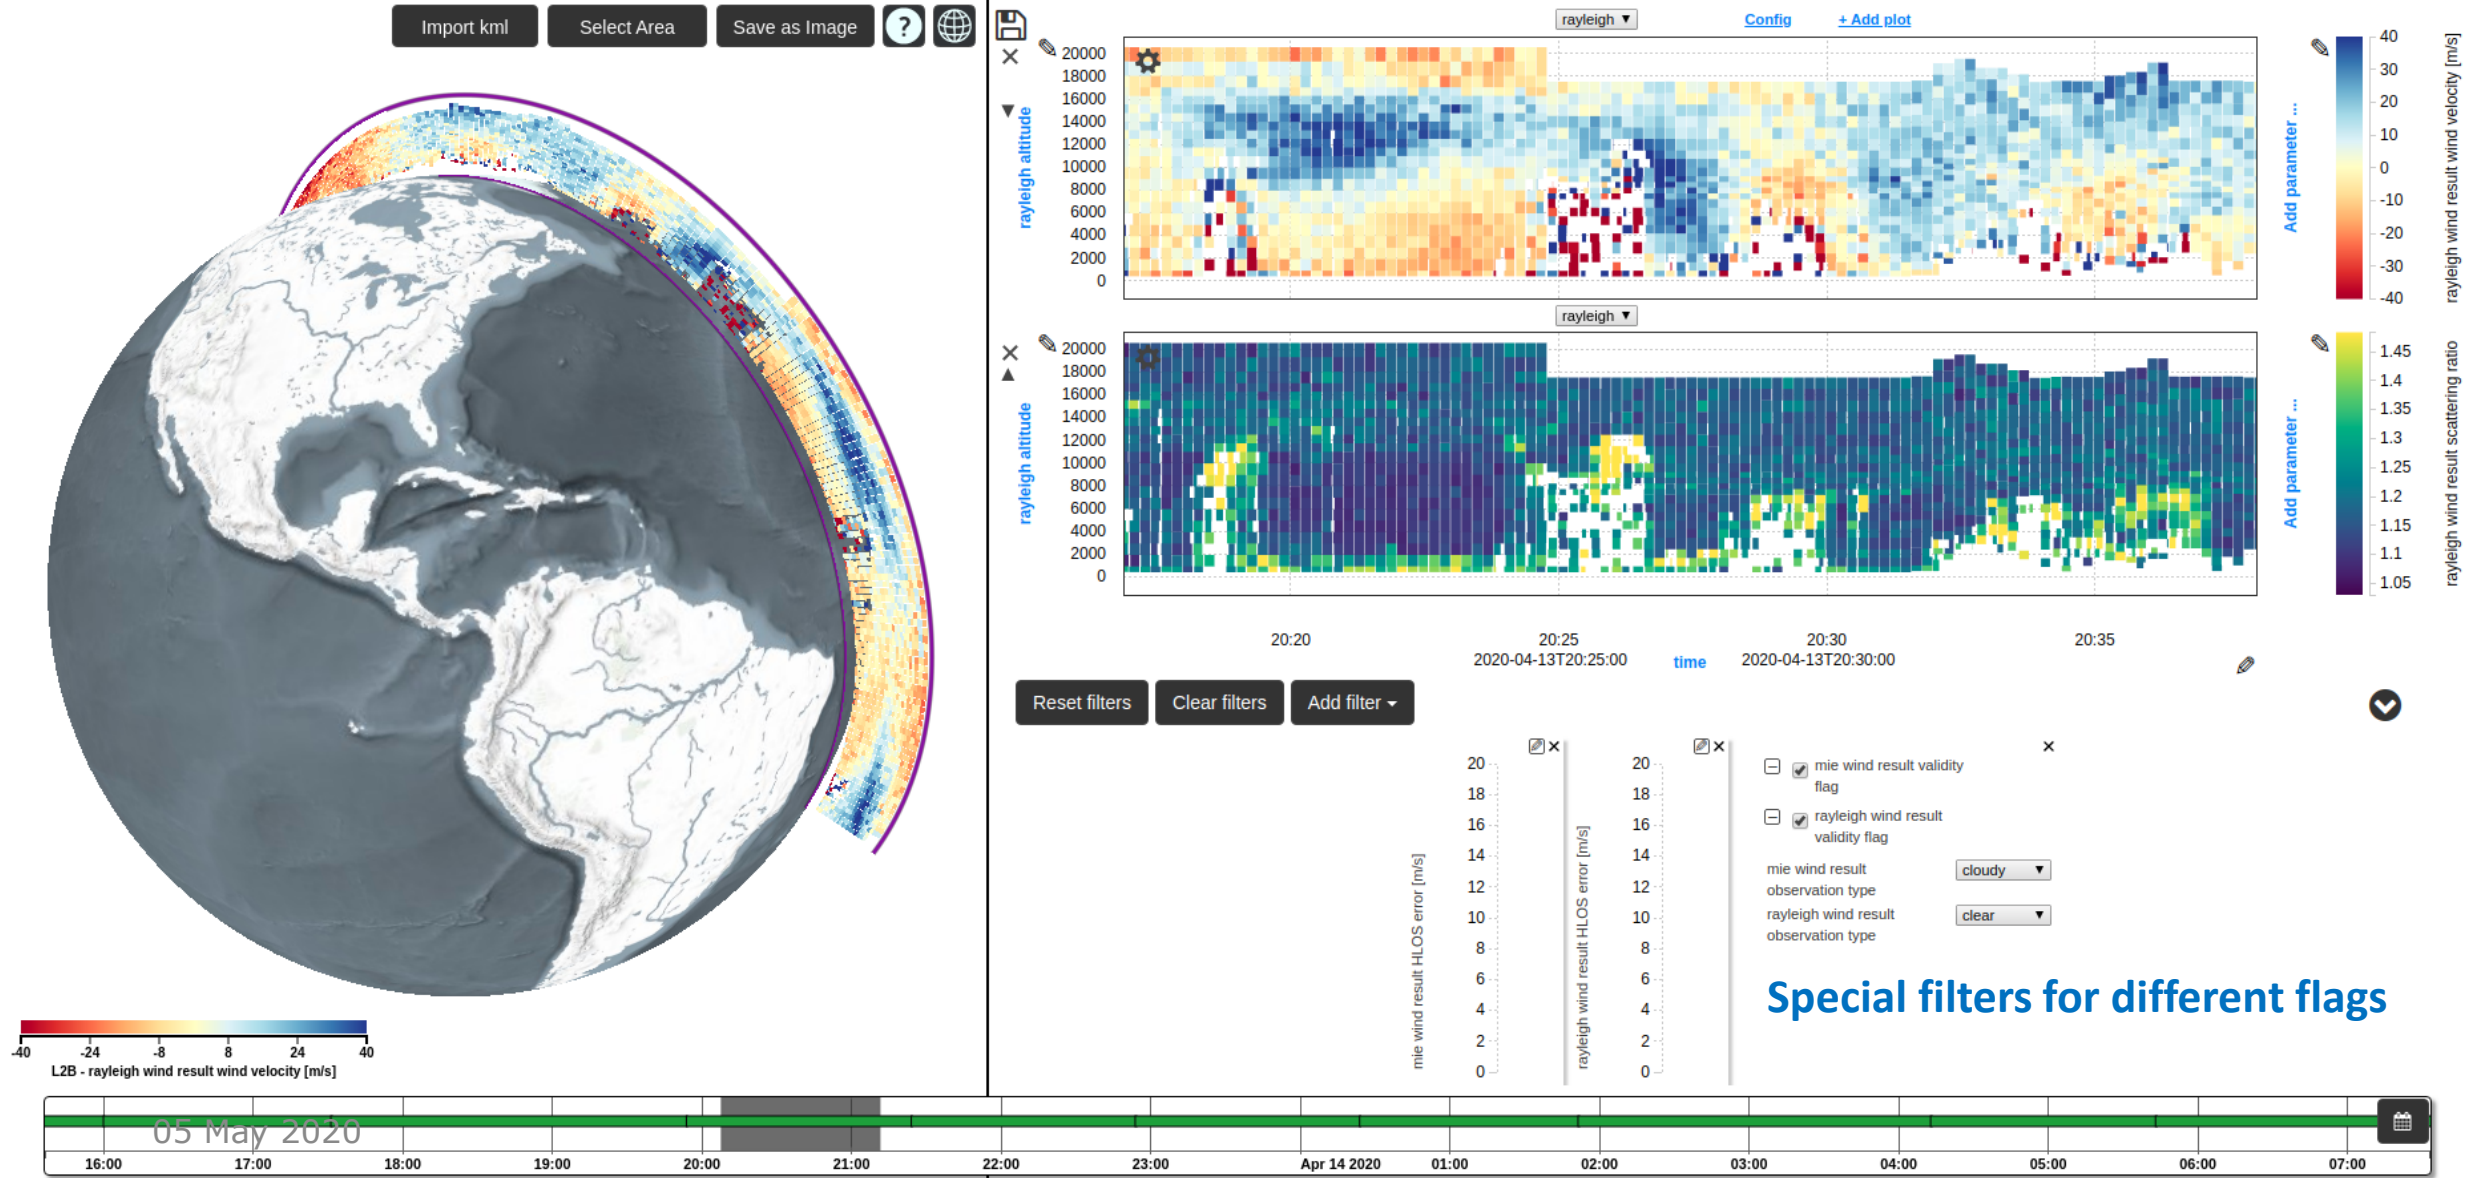 Import kml
Select Area
Save as Image
?
rayleigh ▼
Config
+ Add plot
20000
18000
16000
14000
12000
10000
8000
6000
4000
2000
0
rayleigh altitude
Add parameter ...
40
30
20
10
0
-10
-20
-30
-40
rayleigh wind result wind velocity [m/s]
rayleigh ▼
20000
18000
16000
14000
12000
10000
8000
6000
4000
2000
0
rayleigh altitude
Add parameter ...
1.45
1.4
1.35
1.3
1.25
1.2
1.15
1.1
1.05
rayleigh wind result scattering ratio
20:20
20:25
20:30
20:35
2020-04-13T20:25:00
time
2020-04-13T20:30:00
Reset filters
Clear filters
Add filter
20
18
16
14
12
10
8
6
4
2
0
mie wind result HLOS error [m/s]
20
18
16
14
12
10
8
6
4
2
0
rayleigh wind result HLOS error [m/s]
mie wind result validity
flag
rayleigh wind result
validity flag
mie wind result
observation type
cloudy ▼
rayleigh wind result
observation type
clear ▼
Special filters for different flags
-40
-24
-8
8
24
40
L2B - rayleigh wind result wind velocity [m/s]
05 May 2020
16:00
17:00
18:00
19:00
20:00
21:00
22:00
23:00
Apr 14 2020
01:00
02:00
03:00
04:00
05:00
06:00
07:00